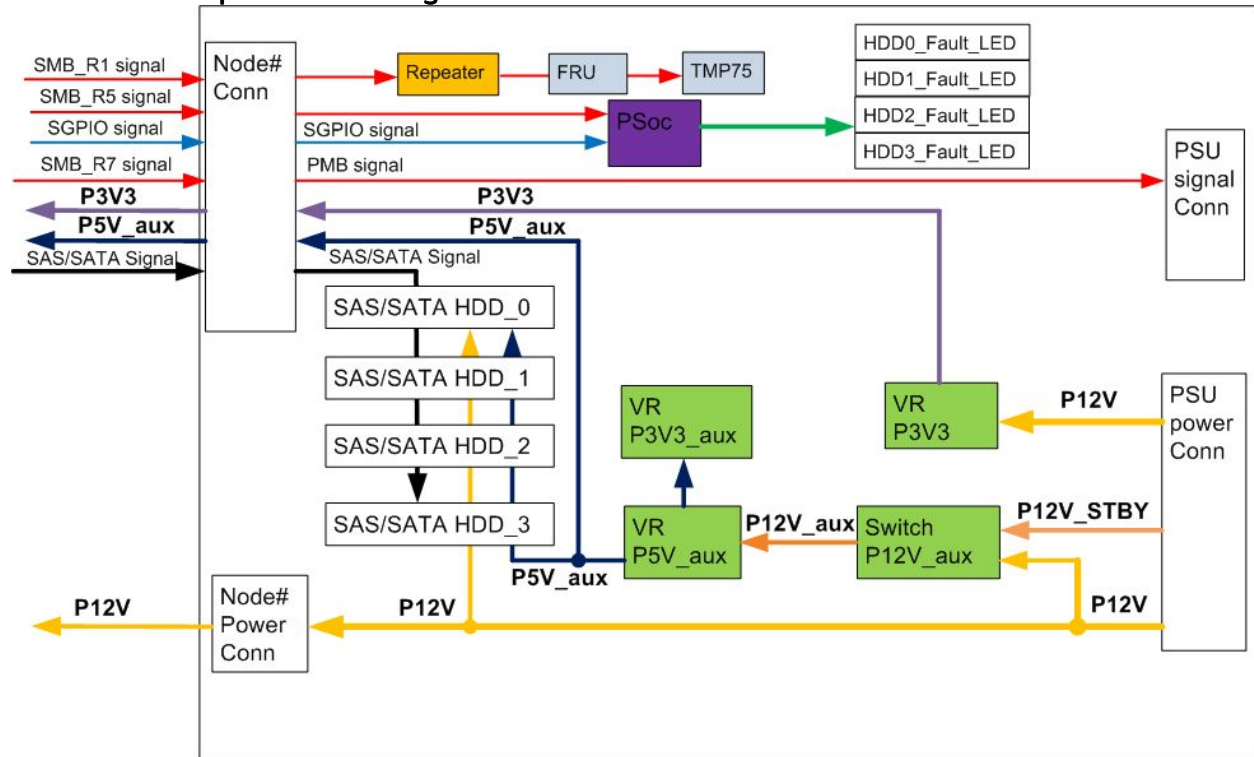 SMB_R1 signal
SMB_R5 signal
SGPIO signal
SMB_R7 signal
P3V3
P5V_aux
SAS/SATA Signal
Node#
Conn
Repeater
FRU
TMP75
SGPIO signal
PSoc
PMB signal
HDD0_Fault_LED
HDD1_Fault_LED
HDD2_Fault_LED
HDD3_Fault_LED
PSU
signal
Conn
P3V3
P5V_aux
SAS/SATA Signal
SAS/SATA HDD_0
SAS/SATA HDD_1
SAS/SATA HDD_2
SAS/SATA HDD_3
VR
P3V3_aux
VR
P3V3
P12V
PSU
power
Conn
VR
P5V_aux
P12V_aux
Switch
P12V_aux
P12V_STBY
P5V_aux
P12V
Node#
Power
Conn
P12V
P12V